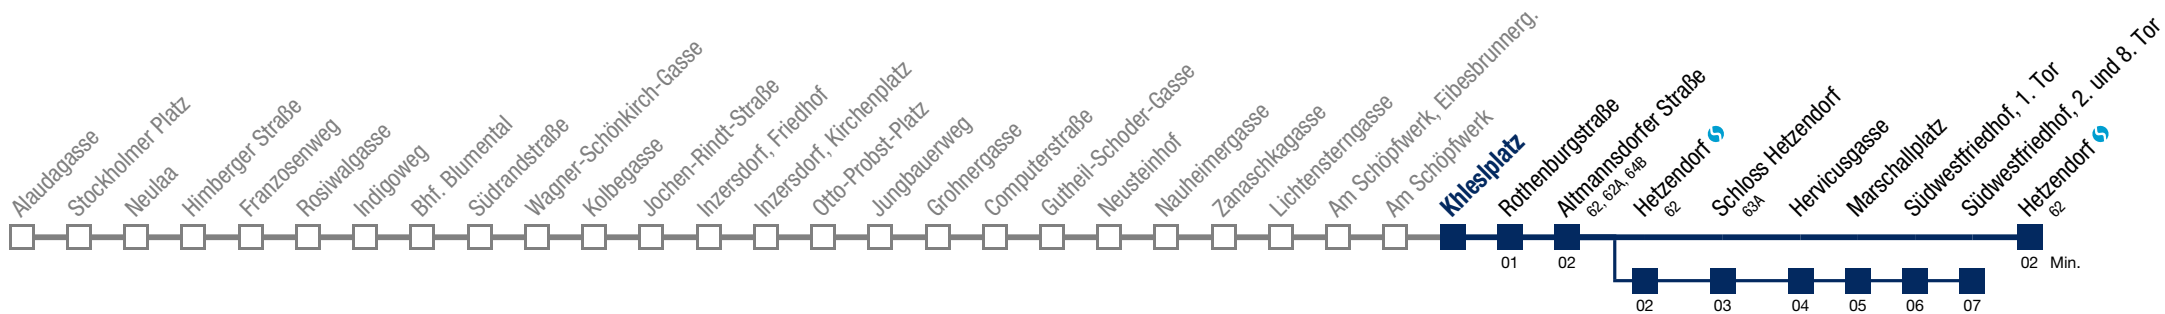 Alaudagasse
Stockholmer Platz
Neulaa
Himberger Straße
Franzosenweg
Rosiwalgasse
Indigoweg
Bhf. Blumental
Südrandstraße
Wagner-Schönkirch-Gasse
Kolbegasse
Jochen-Rindt-Straße
Inzersdorf, Friedhof
Inzersdorf, Kirchenplatz
Otto-Probst-Platz
Jungbauerweg
Grohnergasse
Computerstraße
Gutheil-Schoder-Gasse
Neusteinhof
Nauheimergasse
Zanaschkagasse
Lichtensterngasse
Am Schöpfwerk, Eibesbrunnerg.
Am Schöpfwerk
Khleslplatz
Rothenburgstraße
Altmannsdorfer Straße
62, 62A, 64B
Hetzendorf
62
Schloss Hetzendorf
63A
Hervicusgasse
Marschallplatz
Südwestfriedhof, 1. Tor
Südwestfriedhof, 2. und 8. Tor
Hetzendorf
62
01 02 02 Min.
02 03 04 05 06 07